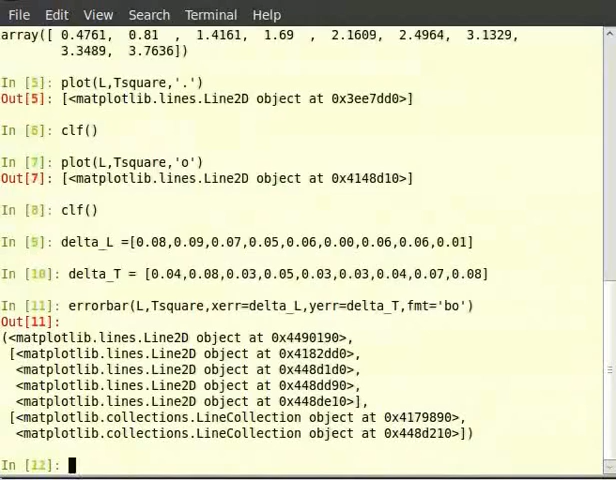 File Edit View Search Terminal Help
array([ 0.4761, 0.81 , 1.4161, 1.69 , 2.1609, 2.4964, 3.1329,
3.3489, 3.7636])
In [5]: plot(L,Tsquare,'.')
Out[5]: [<matplotlib.lines.Line2D object at 0x3ee7dd0>]
In [6]: clf()
In [7]: plot(L,Tsquare,'o')
Out[7]: [<matplotlib.lines.Line2D object at 0x4148d10>]
In [8]: clf()
In [9]: delta_L =[0.08,0.09,0.07,0.05,0.06,0.00,0.06,0.06,0.01]
In [10]: delta_T = [0.04,0.08,0.03,0.05,0.03,0.03,0.04,0.07,0.08]
In [11]: errorbar(L,Tsquare,xerr=delta_L,yerr=delta_T,fmt='bo')
Out[11]:
(<matplotlib.lines.Line2D object at 0x4490190>,
[<matplotlib.lines.Line2D object at 0x4182dd0>,
<matplotlib.lines.Line2D object at 0x448d1d0>,
<matplotlib.lines.Line2D object at 0x448dd90>,
<matplotlib.lines.Line2D object at 0x448de10>],
[<matplotlib.collections.LineCollection object at 0x4179890>,
<matplotlib.collections.LineCollection object at 0x448d210>])
In [12]: